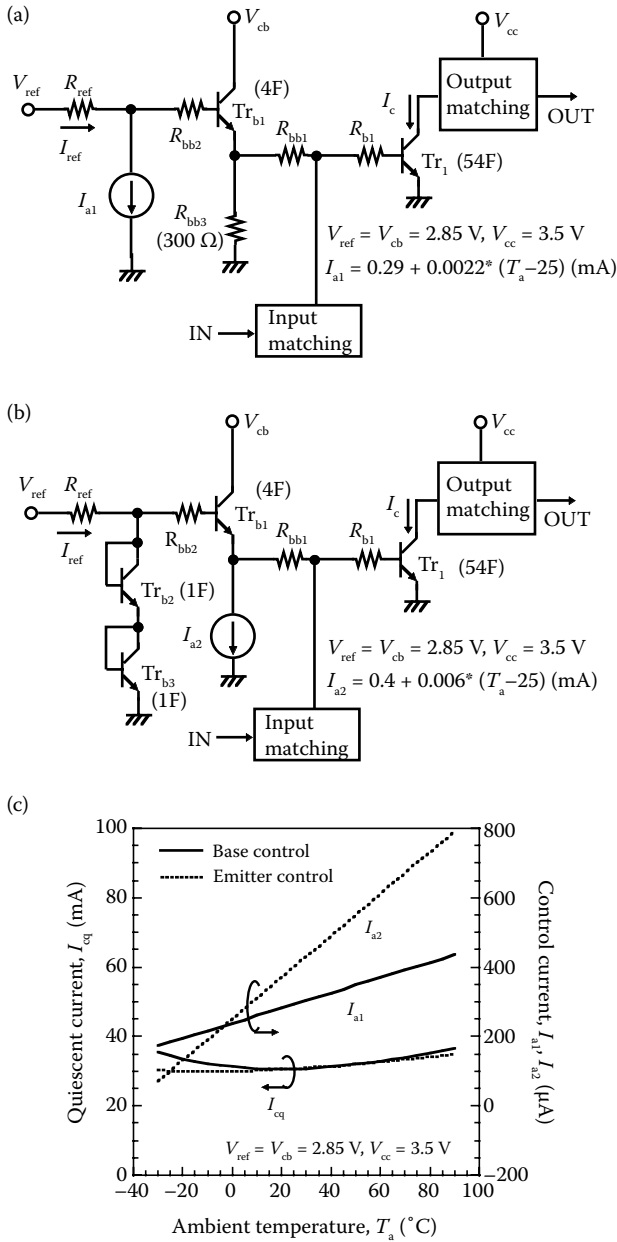 (a)
V_cb
V_cc
V_ref
R_ref
(4F)
Tr_b1
Output matching
OUT
I_ref
R_bb2
I_c
R_bb1
R_b1
Tr_1 (54F)
I_a1
R_bb3
(300 Ω)
V_ref = V_cb = 2.85 V, V_cc = 3.5 V
I_a1 = 0.29 + 0.0022* (T_a–25) (mA)
IN
Input matching
(b)
V_cb
V_cc
V_ref
R_ref
(4F)
Tr_b1
Output matching
OUT
I_ref
R_bb2
I_c
R_bb1
R_b1
Tr_1 (54F)
Tr_b2 (1F)
I_a2
Tr_b3
(1F)
V_ref = V_cb = 2.85 V, V_cc = 3.5 V
I_a2 = 0.4 + 0.006* (T_a–25) (mA)
IN
Input matching
(c)
100
80
60
40
20
0
Quiescent current, I_cq (mA)
Base control
Emitter control
I_a2
I_a1
I_cq
V_ref = V_cb = 2.85 V, V_cc = 3.5 V
800
600
400
200
0
−200
Control current, I_a1, I_a2 (μA)
−40 −20 0 20 40 60 80 100
Ambient temperature, T_a (˚C)